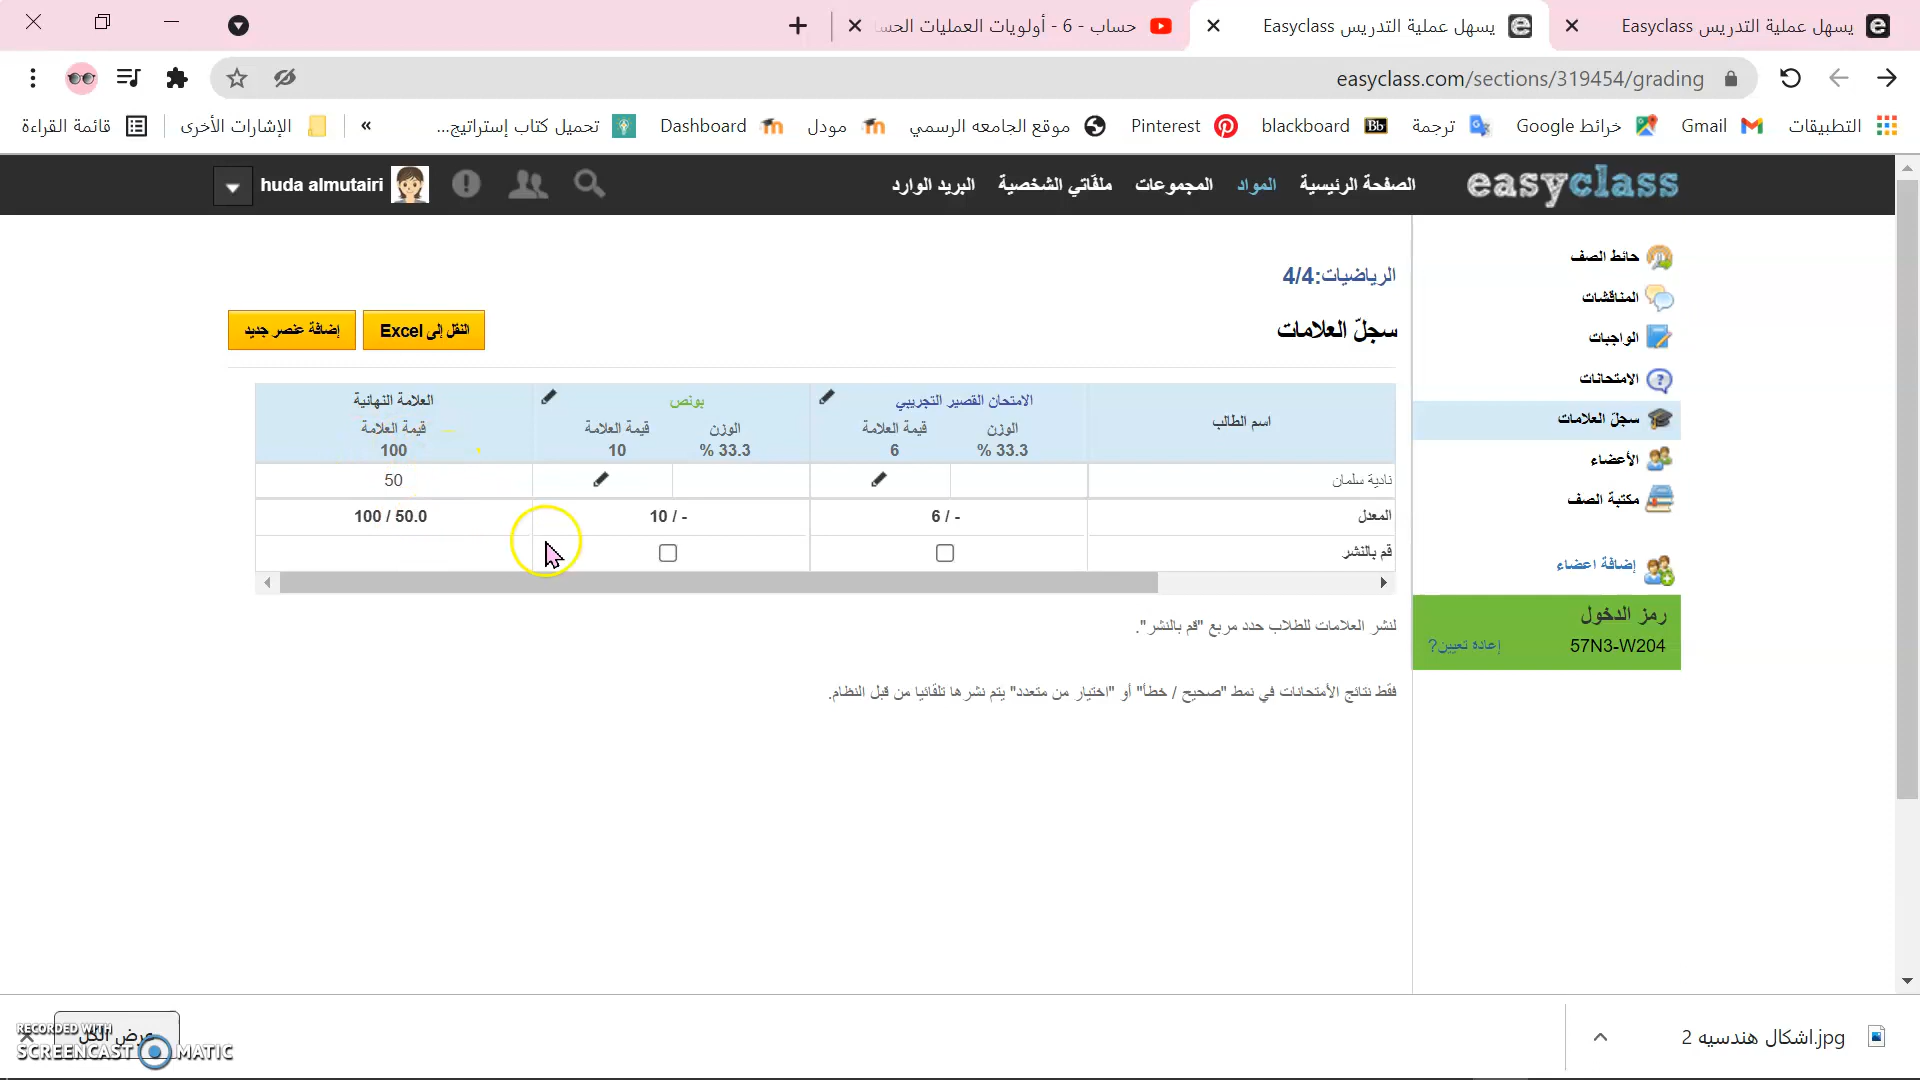 يسهل عملية التدريس Easyclass
يسهل عملية التدريس Easyclass
حساب - 6 - أولويات العمليات الحسا
easyclass.com/sections/319454/grading
التطبيقات
Gmail
خرائط Google
ترجمة
blackboard
Pinterest
موقع الجامعه الرسمي
مودل
Dashboard
تحميل كتاب إستراتيج...
«
الإشارات الأخرى
قائمة القراءة
easyclass
الصفحة الرئيسية
المواد
المجموعات
ملفّاتي الشخصية
البريد الوارد
huda almutairi
حائط الصف
المناقشات
الواجبات
الامتحانات
سجلّ العلامات
الأعضاء
مكتبة الصف
إضافة اعضاء
رمز الدخول
57N3-W204
إعادة تعيين?
الرياضيات:4/4
سجلّ العلامات
النقل إلى Excel
إضافة عنصر جديد
اسم الطالب
الامتحان القصير التجريبي
الوزن
33.3 %
قيمة العلامة
6
بونص
الوزن
33.3 %
قيمة العلامة
10
العلامة النهائية
قيمة العلامة
100
نادية سلمان
50
المعدل
6 / -
10 / -
100 / 50.0
قم بالنشر
لنشر العلامات للطلاب حدد مربع "قم بالنشر".
فقط نتائج الأمتحانات في نمط "صحيح / خطأ" أو "اختيار من متعدد" يتم نشرها تلقائيا من قبل النظام.
اشكال هندسيه 2.jpg
عرض الكل
RECORDED WITH
SCREENCAST MATIC